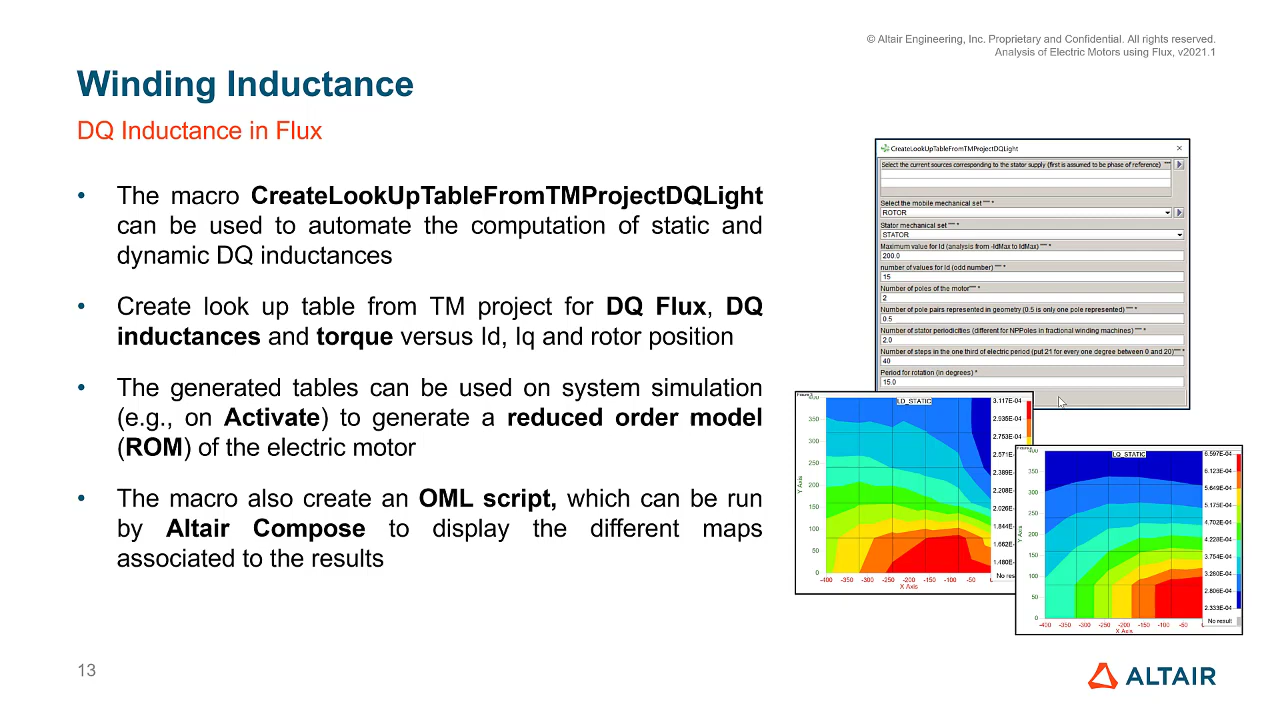 © Altair Engineering, Inc. Proprietary and Confidential. All rights reserved.
Analysis of Electric Motors using Flux, v2021.1
Winding Inductance
DQ Inductance in Flux
• The macro CreateLookUpTableFromTMProjectDQLight
can be used to automate the computation of static and
dynamic DQ inductances
• Create look up table from TM project for DQ Flux, DQ
inductances and torque versus Id, Iq and rotor position
• The generated tables can be used on system simulation
(e.g., on Activate) to generate a reduced order model
(ROM) of the electric motor
• The macro also create an OML script, which can be run
by Altair Compose to display the different maps
associated to the results
CreateLookUpTableFromTMProjectDQLight
Select the current sources corresponding to the stator supply (first is assumed to be phase of reference) *** *
Select the mobile mechanical set *** *
ROTOR
Stator mechanical set *** *
STATOR
Maximum value for Id (analysis from -IdMax to IdMax) *** *
200.0
number of values for Id (odd number) *** *
15
Number of poles of the motor*** *
2
Number of pole pairs represented in geometry (0.5 is only one pole represented) *** *
0.5
Number of stator periodicities (different for NPPoles in fractional winding machines) *** *
2.0
Number of steps in the one third of electric period (put 21 for every one degree between 0 and 20)*** *
40
Period for rotation (in degrees) *
15.0
LD_STATIC
400
350
300
250
200
150
100
50
0
Y Axis
-400 -350 -300 -250 -200 -150 -100 -50
X Axis
3.117E-04
2.935E-04
2.753E-04
2.571E-
2.389E-
2.208E-
2.026E-
1.844E-
1.662E-
1.480E-
No res
LQ_STATIC
400
350
300
250
200
150
100
50
0
Y Axis
-400 -350 -300 -250 -200 -150 -100 -50
X Axis
6.597E-04
6.123E-04
5.649E-04
5.175E-04
4.702E-04
4.228E-04
3.754E-04
3.280E-04
2.806E-04
2.333E-04
No result
13
ALTAIR